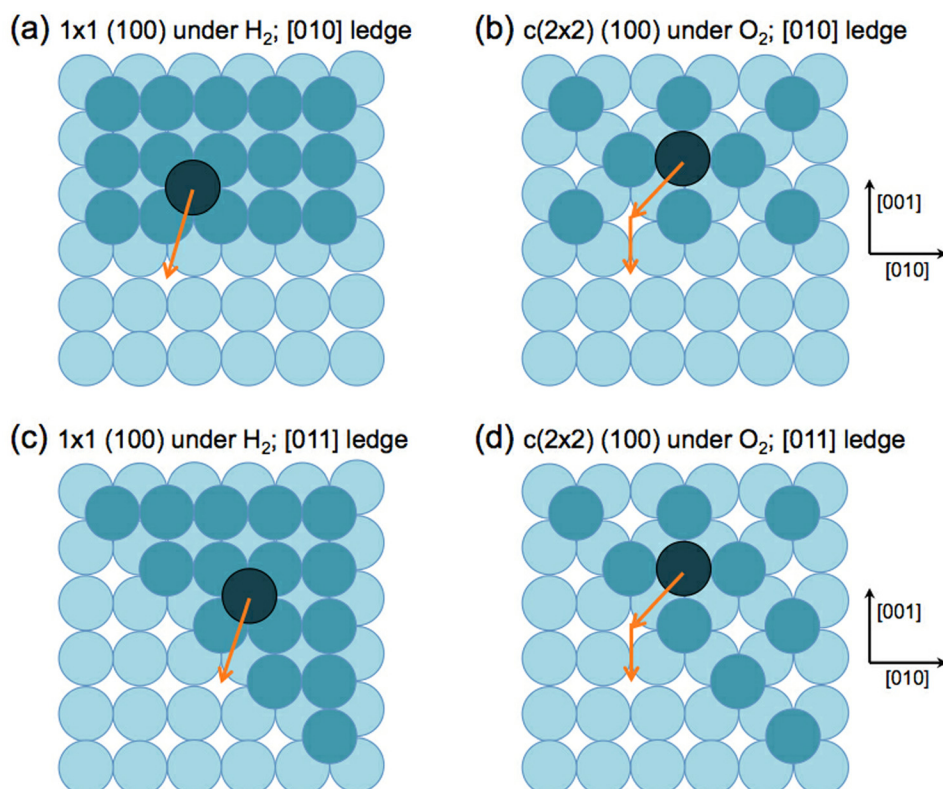 (a) 1x1 (100) under H₂; [010] ledge
(b) c(2x2) (100) under O₂; [010] ledge
[001]
[010]
(c) 1x1 (100) under H₂; [011] ledge
(d) c(2x2) (100) under O₂; [011] ledge
[001]
[010]